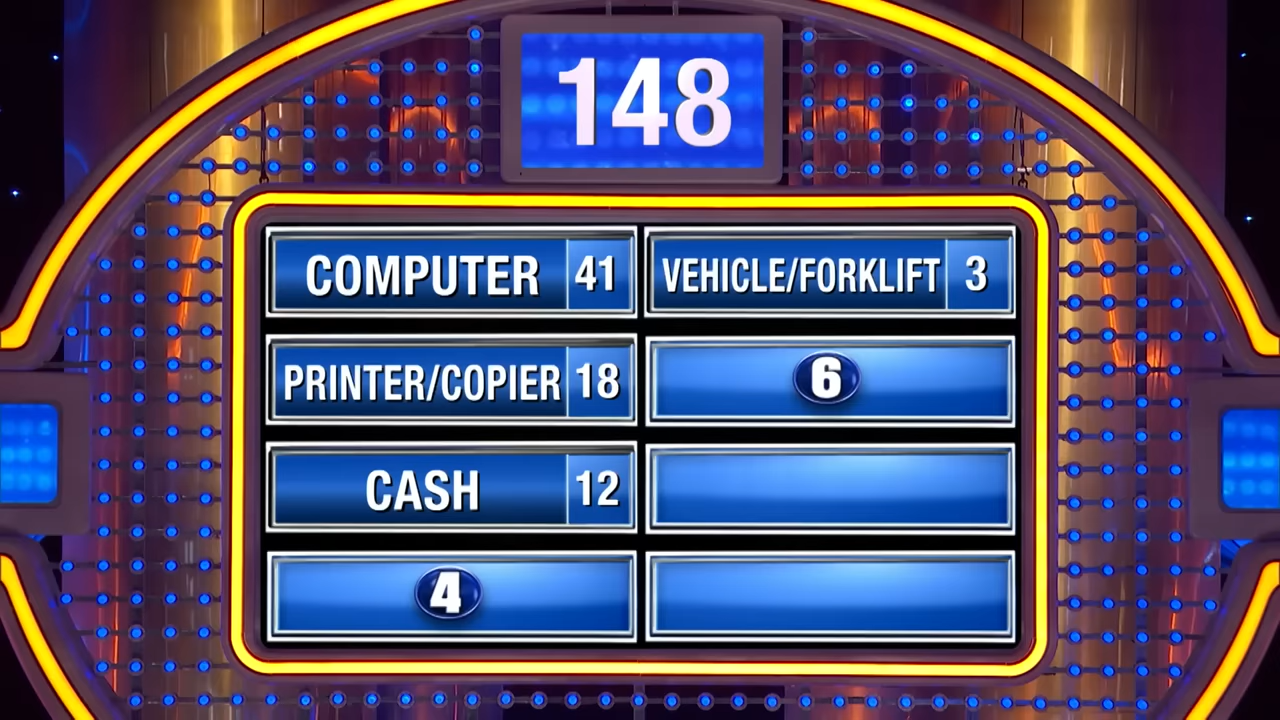 148
COMPUTER 41
PRINTER/COPIER 18
CASH 12
4
VEHICLE/FORKLIFT 3
6